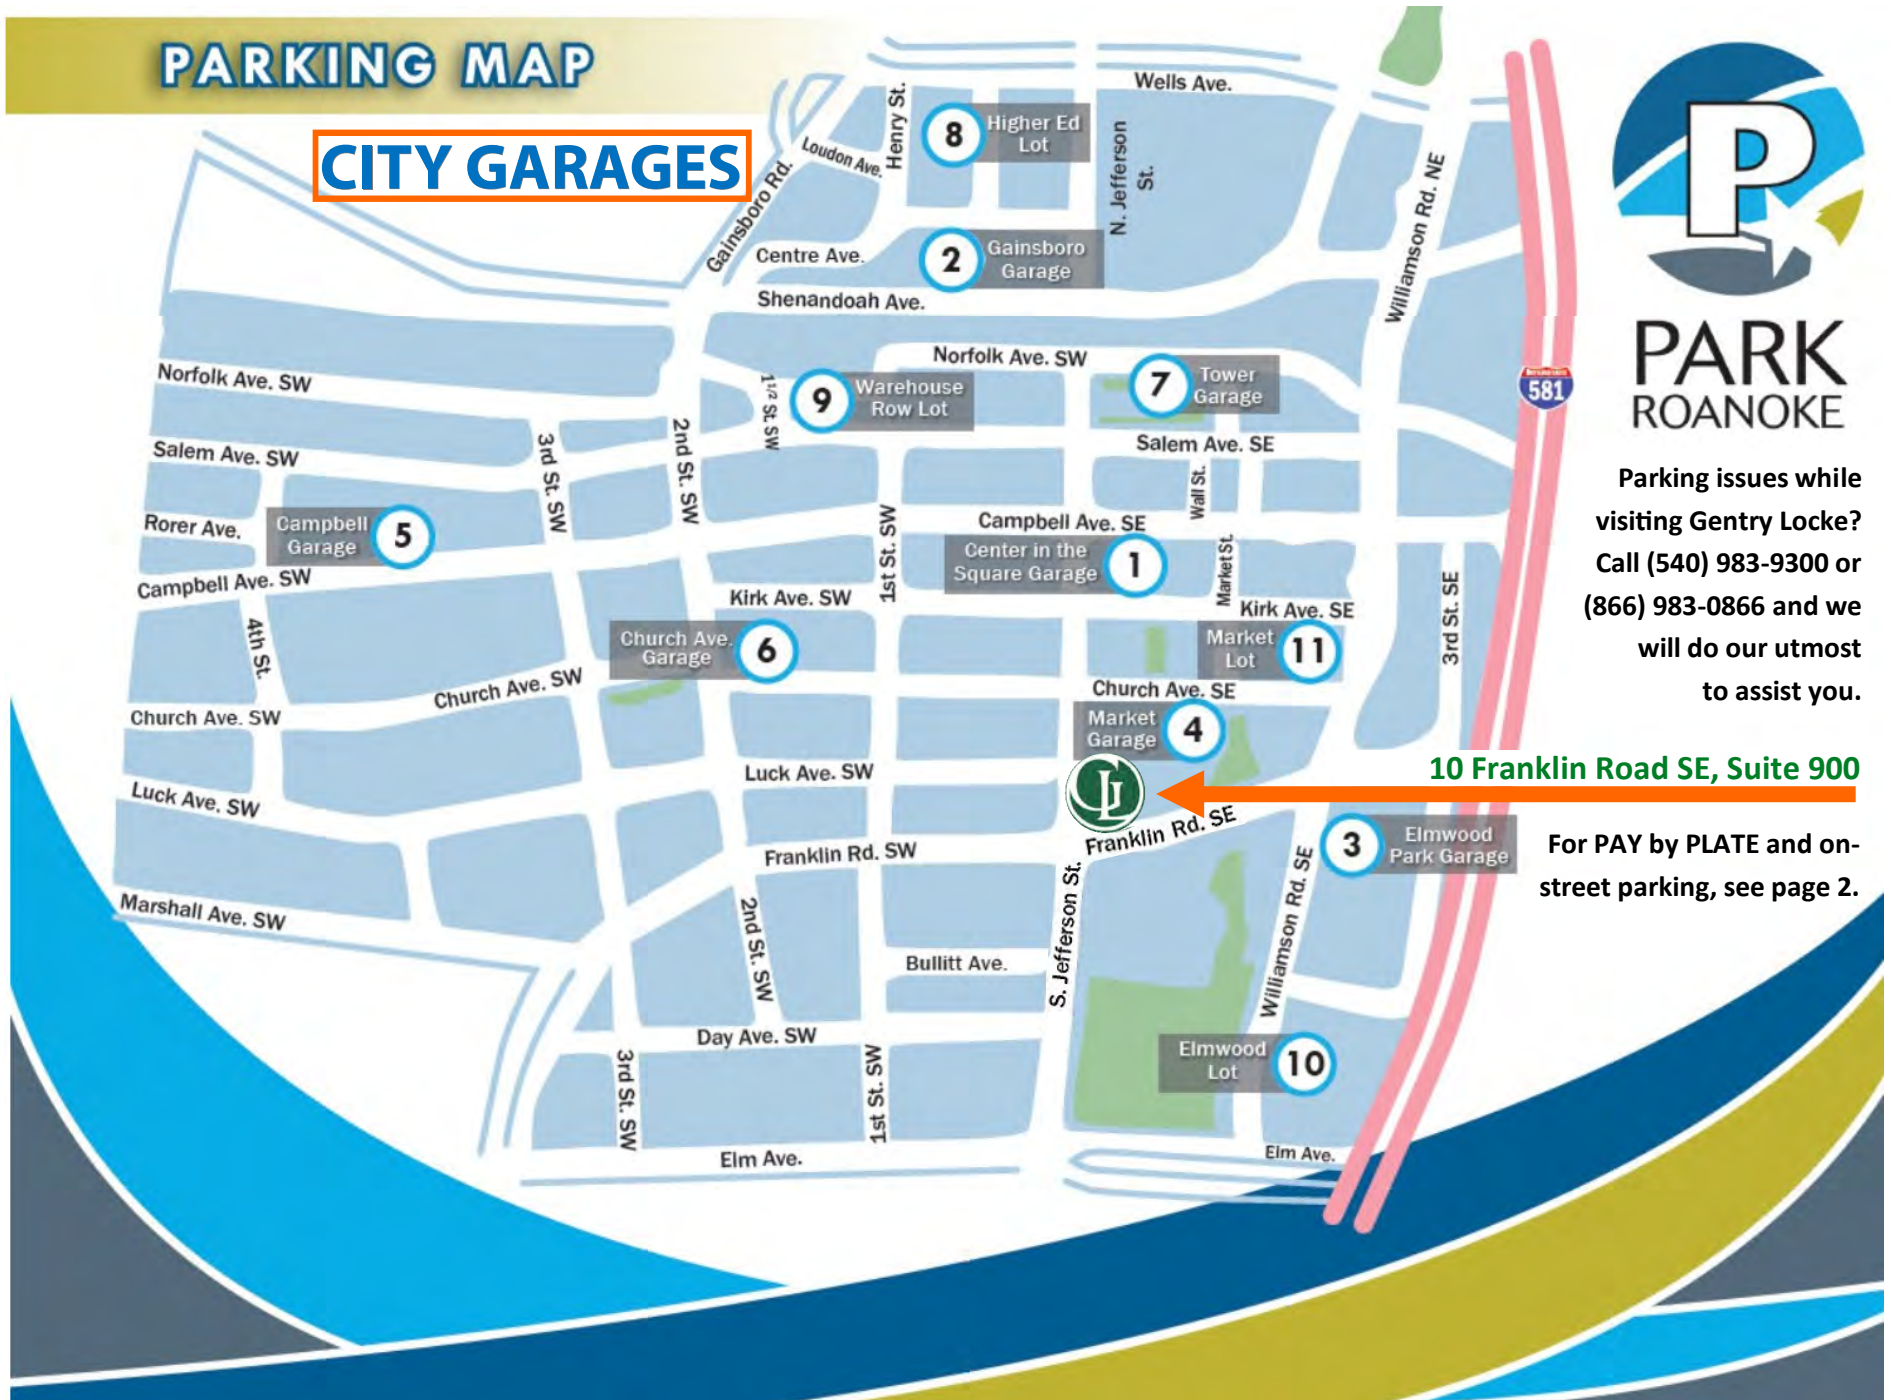 PARKING MAP
CITY GARAGES
Wells Ave.
Henry St.
8
Higher Ed
Lot
Loudon Ave.
N. Jefferson
St.
Gainsboro Rd.
Williamson Rd. NE
Centre Ave.
2
Gainsboro
Garage
Shenandoah Ave.
P
PARK
ROANOKE
Norfolk Ave. SW
Norfolk Ave. SW
1 1/2 St. SW
9
Warehouse
Row Lot
7
Tower
Garage
INTERSTATE
581
Salem Ave. SW
3rd St. SW
2nd St. SW
Salem Ave. SE
Wall St.
Parking issues while
visiting Gentry Locke?
Call (540) 983-9300 or
(866) 983-0866 and we
will do our utmost
to assist you.
Rorer Ave.
Campbell
Garage
5
1st St. SW
Campbell Ave. SE
Center in the
Square Garage
1
Market St.
Campbell Ave. SW
Kirk Ave. SW
Kirk Ave. SE
3rd St. SE
4th St.
Church Ave.
Garage
6
Market
Lot
11
Church Ave. SW
Church Ave. SW
Church Ave. SE
Market
Garage
4
10 Franklin Road SE, Suite 900
GL
Luck Ave. SW
Luck Ave. SW
Franklin Rd. SE
Franklin Rd. SW
3
Elmwood
Park Garage
For PAY by PLATE and on-
street parking, see page 2.
Marshall Ave. SW
2nd St. SW
S. Jefferson St.
Williamson Rd. SE
Bullitt Ave.
Day Ave. SW
Elmwood
Lot
10
3rd St. SW
1st St. SW
Elm Ave.
Elm Ave.